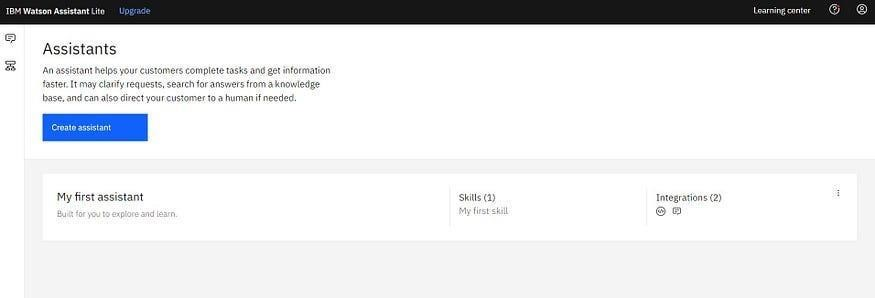 IBM Watson Assistant Lite Upgrade Learning center
Assistants
An assistant helps your customers complete tasks and get information
faster. It may clarify requests, search for answers from a knowledge
base, and can also direct your customer to a human if needed.
Create assistant
My first assistant
Built for you to explore and learn.
Skills (1)
My first skill
Integrations (2)